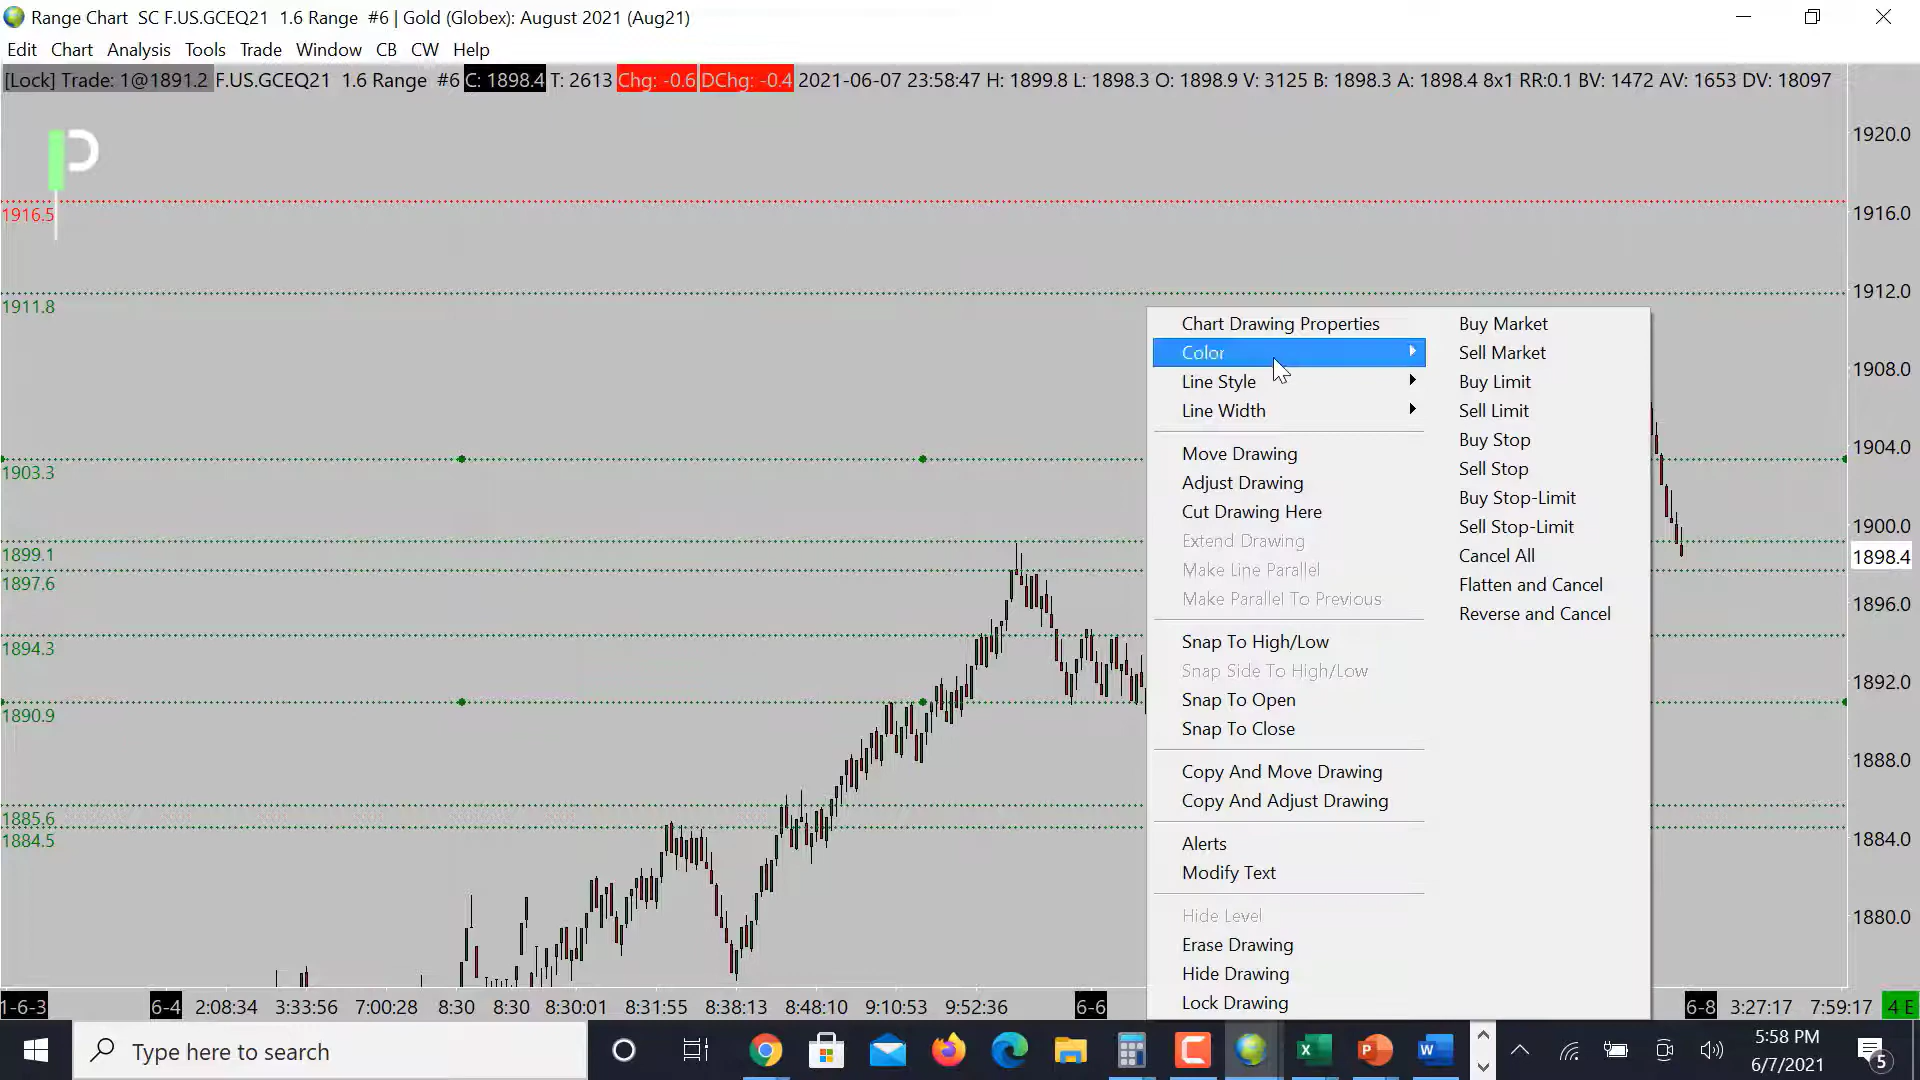 Range Chart SC F.US.GCEQ21 1.6 Range #6 | Gold (Globex): August 2021 (Aug21)
Edit Chart Analysis Tools Trade Window CB CW Help
[Lock] Trade: 1@1891.2 F.US.GCEQ21 1.6 Range #6 C: 1898.4 T: 2613 Chg: -0.6 DChg: -0.4 2021-06-07 23:58:47 H: 1899.8 L: 1898.3 O: 1898.9 V: 3125 B: 1898.3 A: 1898.4 8x1 RR:0.1 BV: 1472 AV: 1653 DV: 18097
1916.5
1911.8
1903.3
1899.1
1897.6
1894.3
1890.9
1885.6
1884.5
Chart Drawing Properties
Color
Line Style
Line Width
Move Drawing
Adjust Drawing
Cut Drawing Here
Extend Drawing
Make Line Parallel
Make Parallel To Previous
Snap To High/Low
Snap Side To High/Low
Snap To Open
Snap To Close
Copy And Move Drawing
Copy And Adjust Drawing
Alerts
Modify Text
Hide Level
Erase Drawing
Hide Drawing
Lock Drawing
Buy Market
Sell Market
Buy Limit
Sell Limit
Buy Stop
Sell Stop
Buy Stop-Limit
Sell Stop-Limit
Cancel All
Flatten and Cancel
Reverse and Cancel
1920.0
1916.0
1912.0
1908.0
1904.0
1900.0
1898.4
1896.0
1892.0
1888.0
1884.0
1880.0
1-6-3 6-4 2:08:34 3:33:56 7:00:28 8:30 8:30 8:30:01 8:31:55 8:38:13 8:48:10 9:10:53 9:52:36 6-6 6-8 3:27:17 7:59:17 4 E
Type here to search
5:58 PM
6/7/2021
5